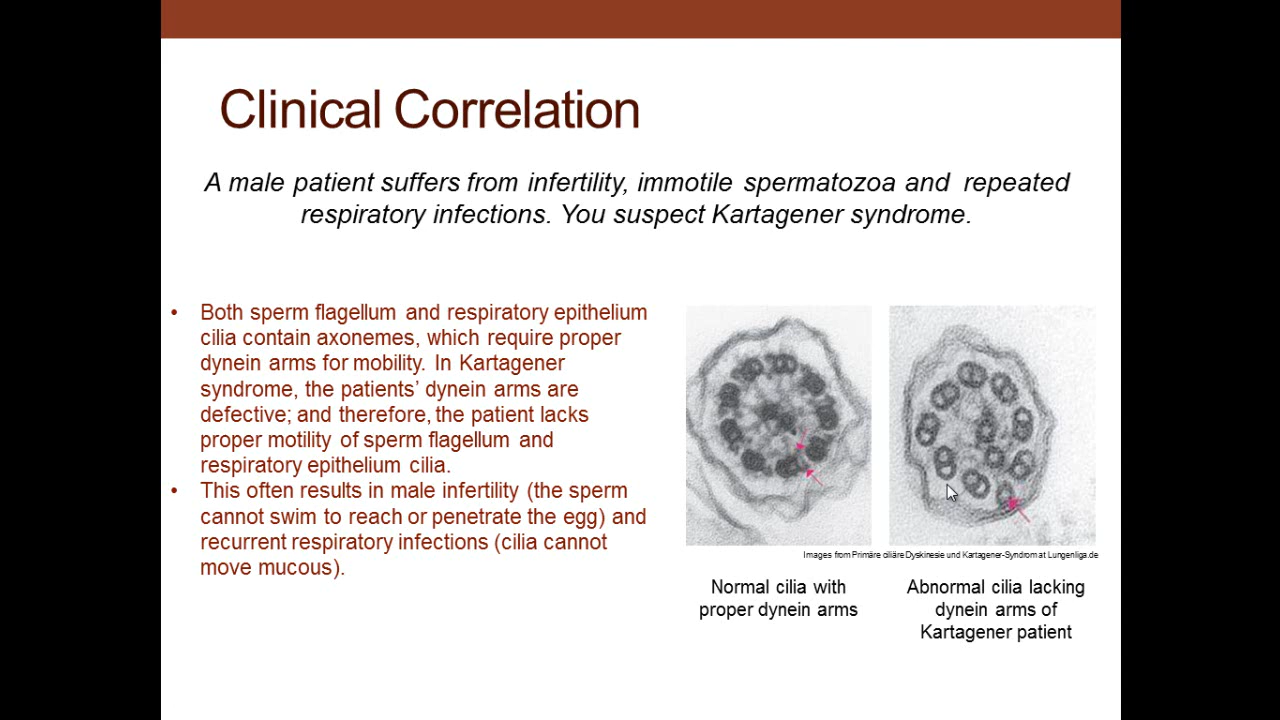 Clinical Correlation
A male patient suffers from infertility, immotile spermatozoa and repeated
respiratory infections. You suspect Kartagener syndrome.
• Both sperm flagellum and respiratory epithelium
cilia contain axonemes, which require proper
dynein arms for mobility. In Kartagener
syndrome, the patients’ dynein arms are
defective; and therefore, the patient lacks
proper motility of sperm flagellum and
respiratory epithelium cilia.
• This often results in male infertility (the sperm
cannot swim to reach or penetrate the egg) and
recurrent respiratory infections (cilia cannot
move mucous).
Images from Primäre ciliäre Dyskinesie und Kartagener-Syndrom at Lungenliga.de
Normal cilia with
proper dynein arms
Abnormal cilia lacking
dynein arms of
Kartagener patient